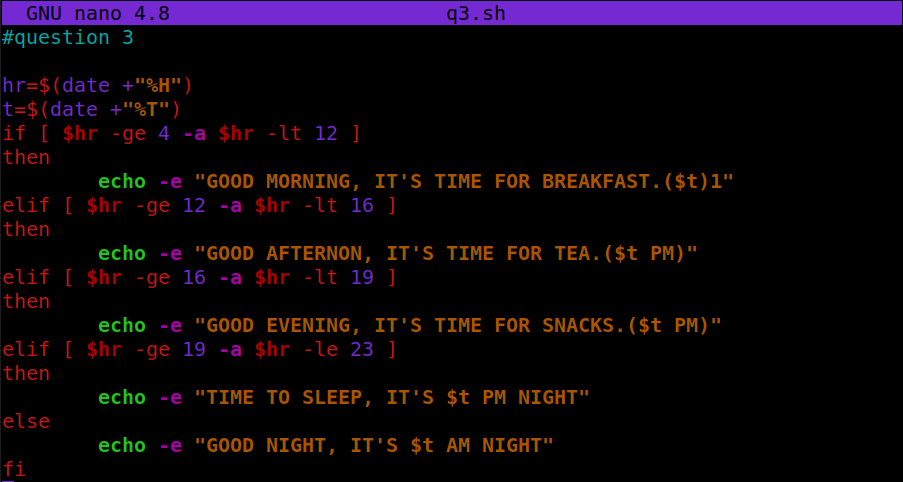 GNU nano 4.8 q3.sh
#question 3
hr=$(date +"%H")
t=$(date +"%T")
if [ $hr -ge 4 -a $hr -lt 12 ]
then
echo -e "GOOD MORNING, IT'S TIME FOR BREAKFAST.($t)1"
elif [ $hr -ge 12 -a $hr -lt 16 ]
then
echo -e "GOOD AFTERNON, IT'S TIME FOR TEA.($t PM)"
elif [ $hr -ge 16 -a $hr -lt 19 ]
then
echo -e "GOOD EVENING, IT'S TIME FOR SNACKS.($t PM)"
elif [ $hr -ge 19 -a $hr -le 23 ]
then
echo -e "TIME TO SLEEP, IT'S $t PM NIGHT"
else
echo -e "GOOD NIGHT, IT'S $t AM NIGHT"
fi